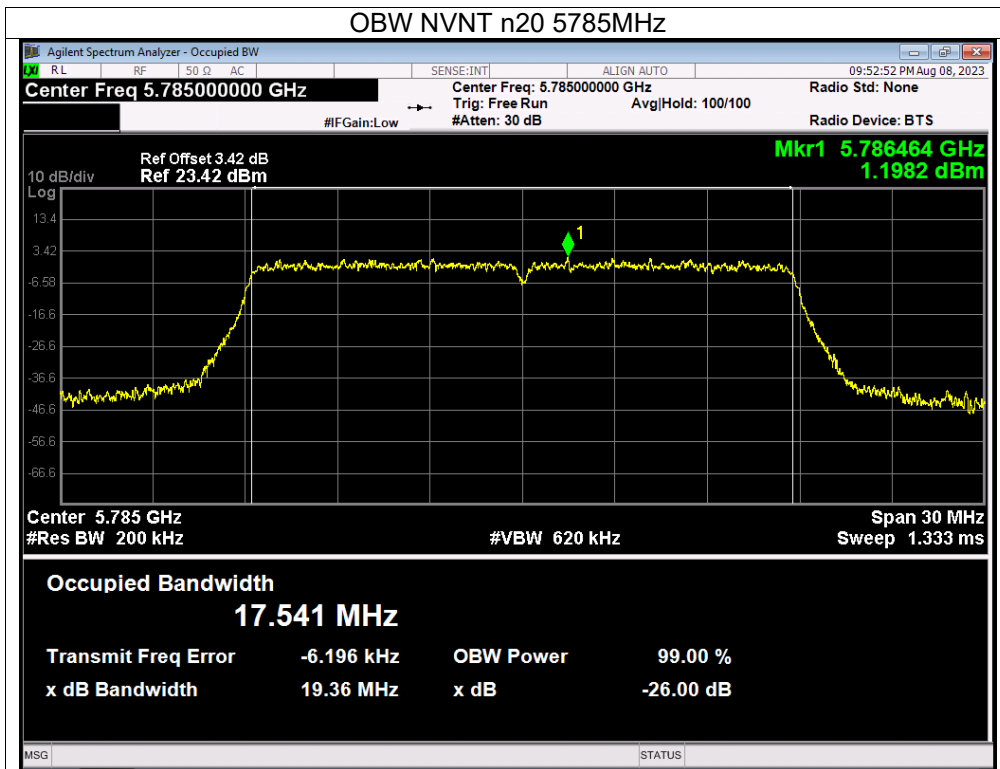 OBW NVNT n20 5785MHz
Agilent Spectrum Analyzer - Occupied BW
LXI RL RF 50 Ω AC SENSE:INT ALIGN AUTO 09:52:52 PM Aug 08, 2023
Center Freq 5.785000000 GHz Center Freq: 5.785000000 GHz Radio Std: None
Trig: Free Run Avg|Hold: 100/100
#IFGain:Low #Atten: 30 dB Radio Device: BTS
Ref Offset 3.42 dB Mkr1 5.786464 GHz
10 dB/div Ref 23.42 dBm 1.1982 dBm
Log
13.4
1
3.42
-6.58
-16.6
-26.6
-36.6
-46.6
-56.6
-66.6
Center 5.785 GHz Span 30 MHz
#Res BW 200 kHz #VBW 620 kHz Sweep 1.333 ms
Occupied Bandwidth
17.541 MHz
Transmit Freq Error -6.196 kHz OBW Power 99.00 %
x dB Bandwidth 19.36 MHz x dB -26.00 dB
MSG STATUS